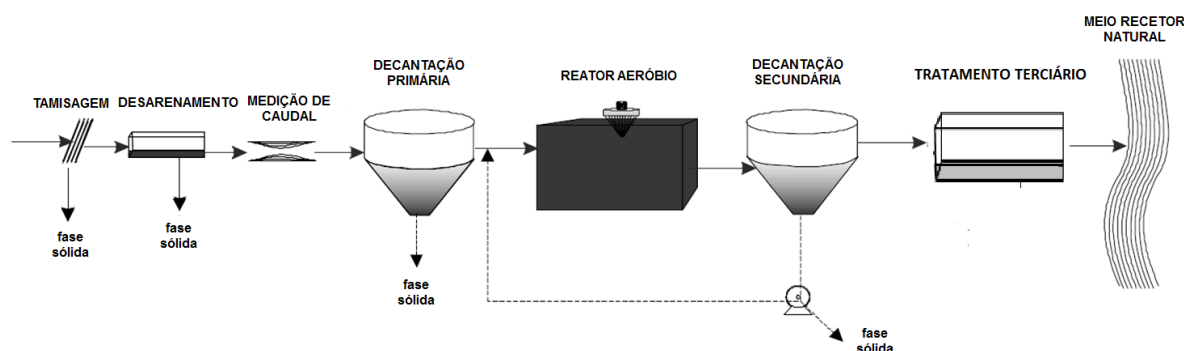 TAMISAGEM
fase
sólida
DESARENAMENTO
fase
sólida
MEDIÇÃO DE
CAUDAL
DECANTAÇÃO
PRIMÁRIA
fase
sólida
REATOR AERÓBIO
DECANTAÇÃO
SECUNDÁRIA
fase
sólida
TRATAMENTO TERCIÁRIO
MEIO RECETOR
NATURAL